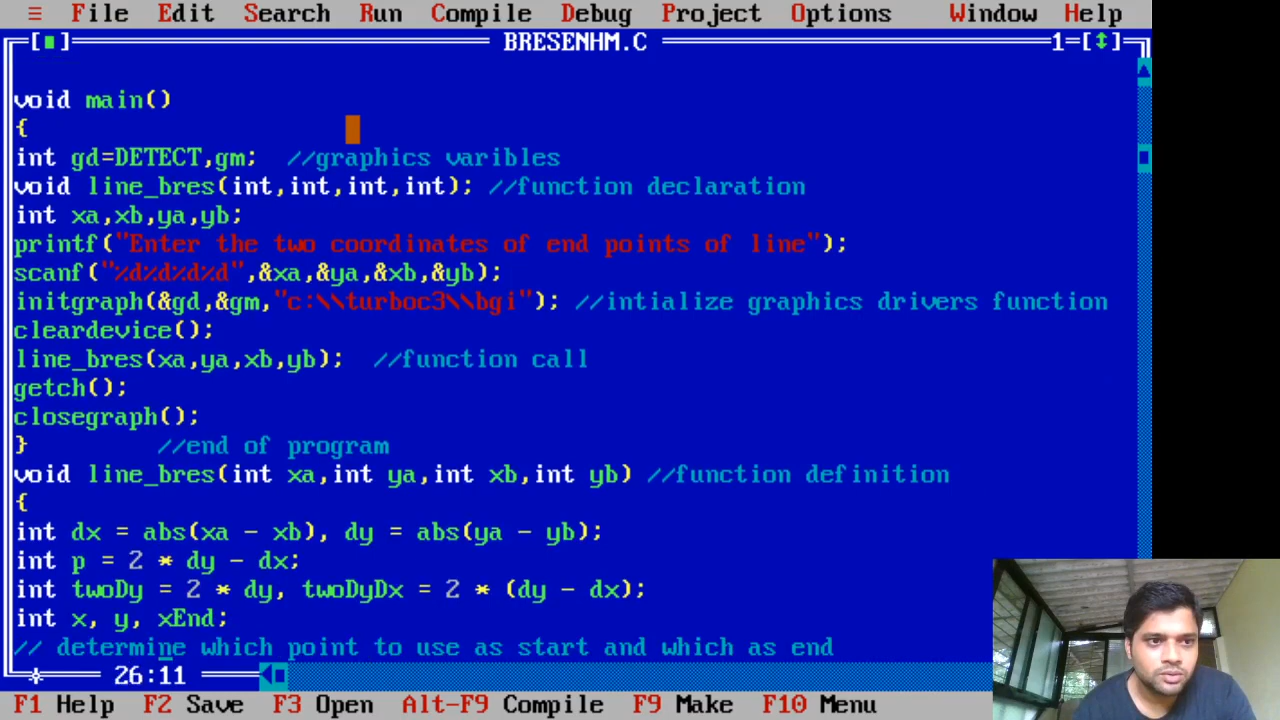 ≡ File Edit Search Run Compile Debug Project Options Window Help
[■] BRESENHM.C 1=[↕]
void main()
{
int gd=DETECT,gm; //graphics varibles
void line_bres(int,int,int,int); //function declaration
int xa,xb,ya,yb;
printf("Enter the two coordinates of end points of line");
scanf("%d%d%d%d",&xa,&ya,&xb,&yb);
initgraph(&gd,&gm,"c:\\turboc3\\bgi"); //intialize graphics drivers function
cleardevice();
line_bres(xa,ya,xb,yb); //function call
getch();
closegraph();
} //end of program
void line_bres(int xa,int ya,int xb,int yb) //function definition
{
int dx = abs(xa - xb), dy = abs(ya - yb);
int p = 2 * dy - dx;
int twoDy = 2 * dy, twoDyDx = 2 * (dy - dx);
int x, y, xEnd;
// determine which point to use as start and which as end
26:11
F1 Help F2 Save F3 Open Alt-F9 Compile F9 Make F10 Menu